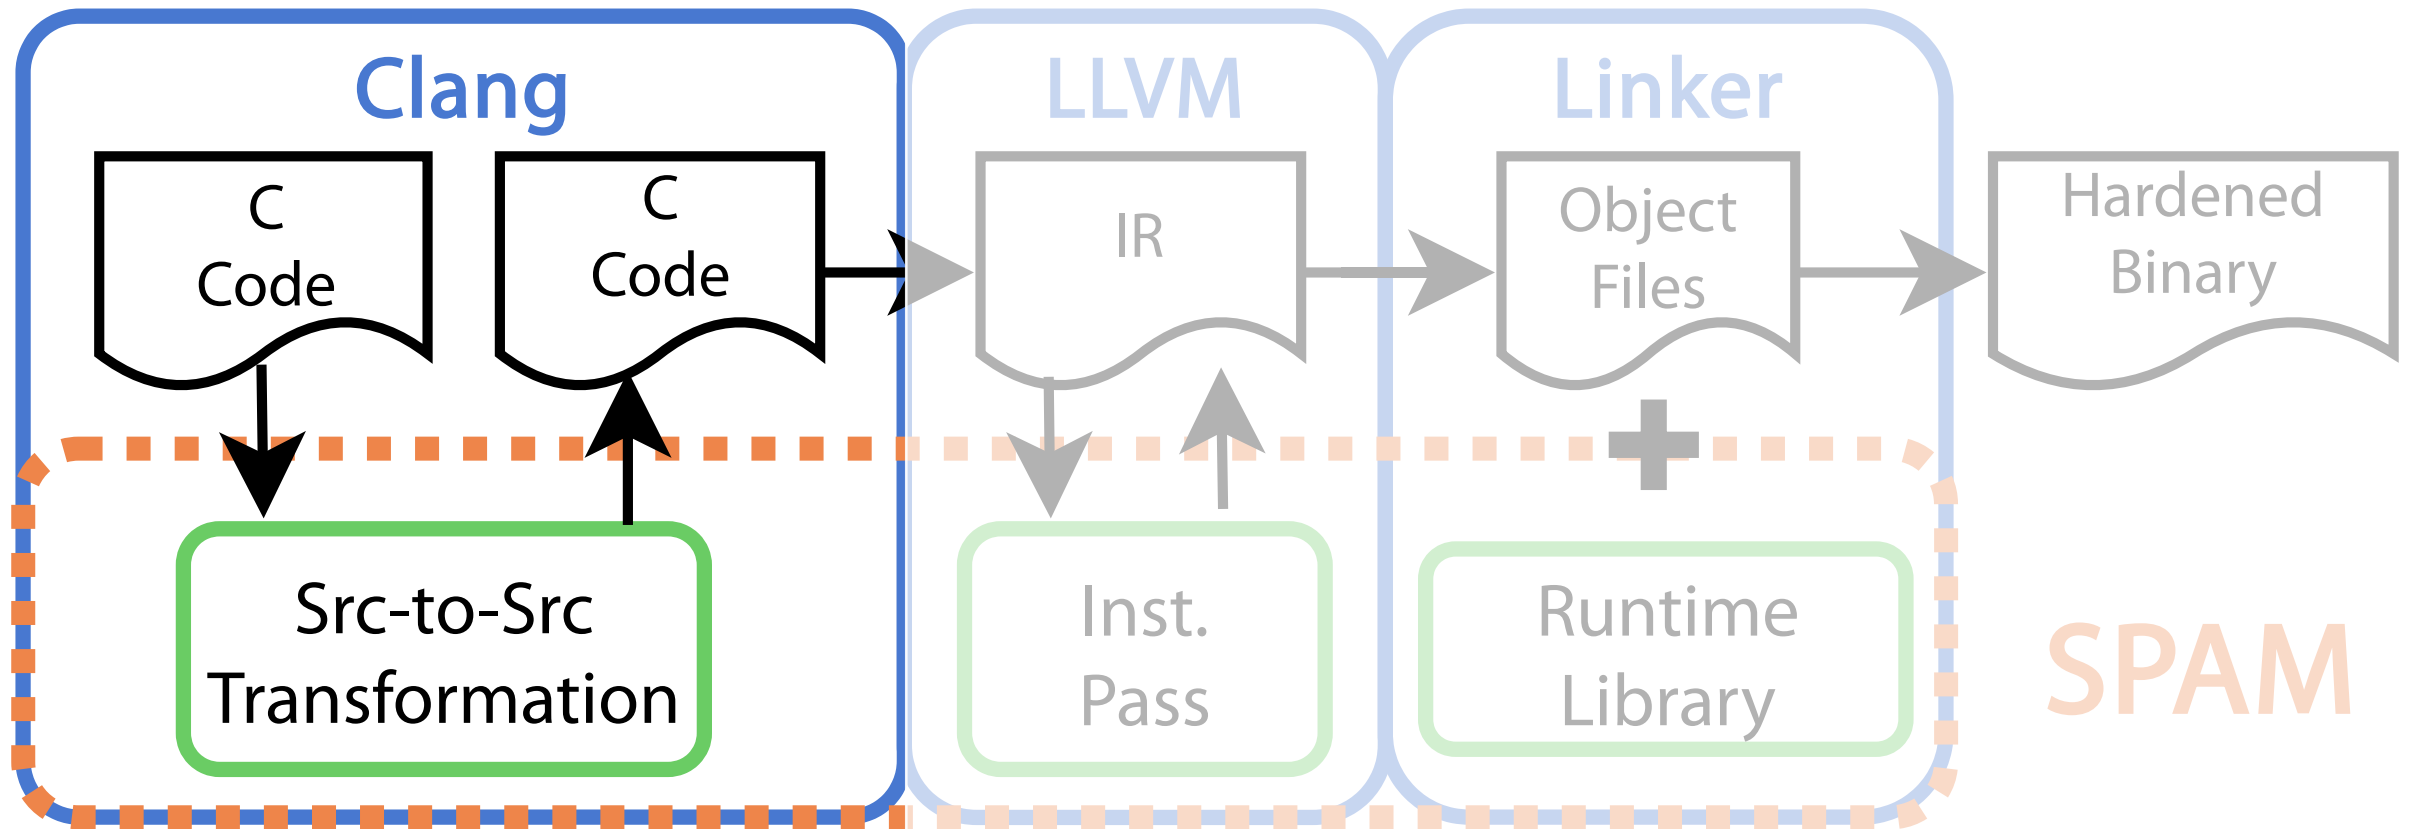 Clang
LLVM
Linker
C
Code
C
Code
IR
Object
Files
Hardened
Binary
Src-to-Src
Transformation
Inst.
Pass
Runtime
Library
SPAM